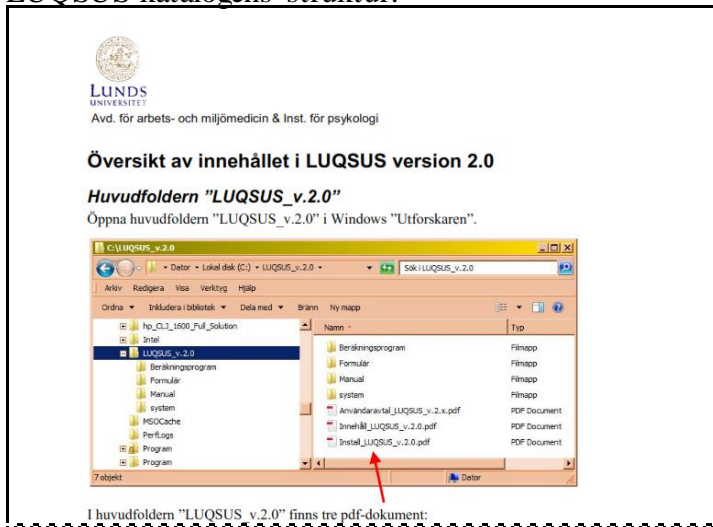 LUQSUS-katalogens struktur:
LUNDS
UNIVERSITET
Avd. för arbets- och miljömedicin & Inst. för psykologi
Översikt av innehållet i LUQSUS version 2.0
Huvudfoldern ”LUQSUS_v.2.0”
Öppna huvudfoldern ”LUQSUS_v.2.0” i Windows ”Utforskaren”.
C:\LUQSUS_v.2.0
Dator Lokal disk (C:) LUQSUS_v.2.0 Sök i LUQSUS_v.2.0
Arkiv Redigera Visa Verktyg Hjälp
Ordna Inkludera i bibliotek Dela med Bränn Ny mapp
Namn Typ
hp_CLJ_1600_Full_Solution
Intel
LUQSUS_v.2.0
Beräkningsprogram
Formulär
Manual
system
MSOCache
PerfLogs
Program
Program
Beräkningsprogram Filmapp
Formulär Filmapp
Manual Filmapp
system Filmapp
Användaravtal_LUQSUS_v.2.x.pdf PDF Document
Innehåll_LUQSUS_v.2.0.pdf PDF Document
Install_LUQSUS_v.2.0.pdf PDF Document
7 objekt Dator
I huvudfoldern ”LUQSUS_v.2.0” finns tre pdf-dokument: